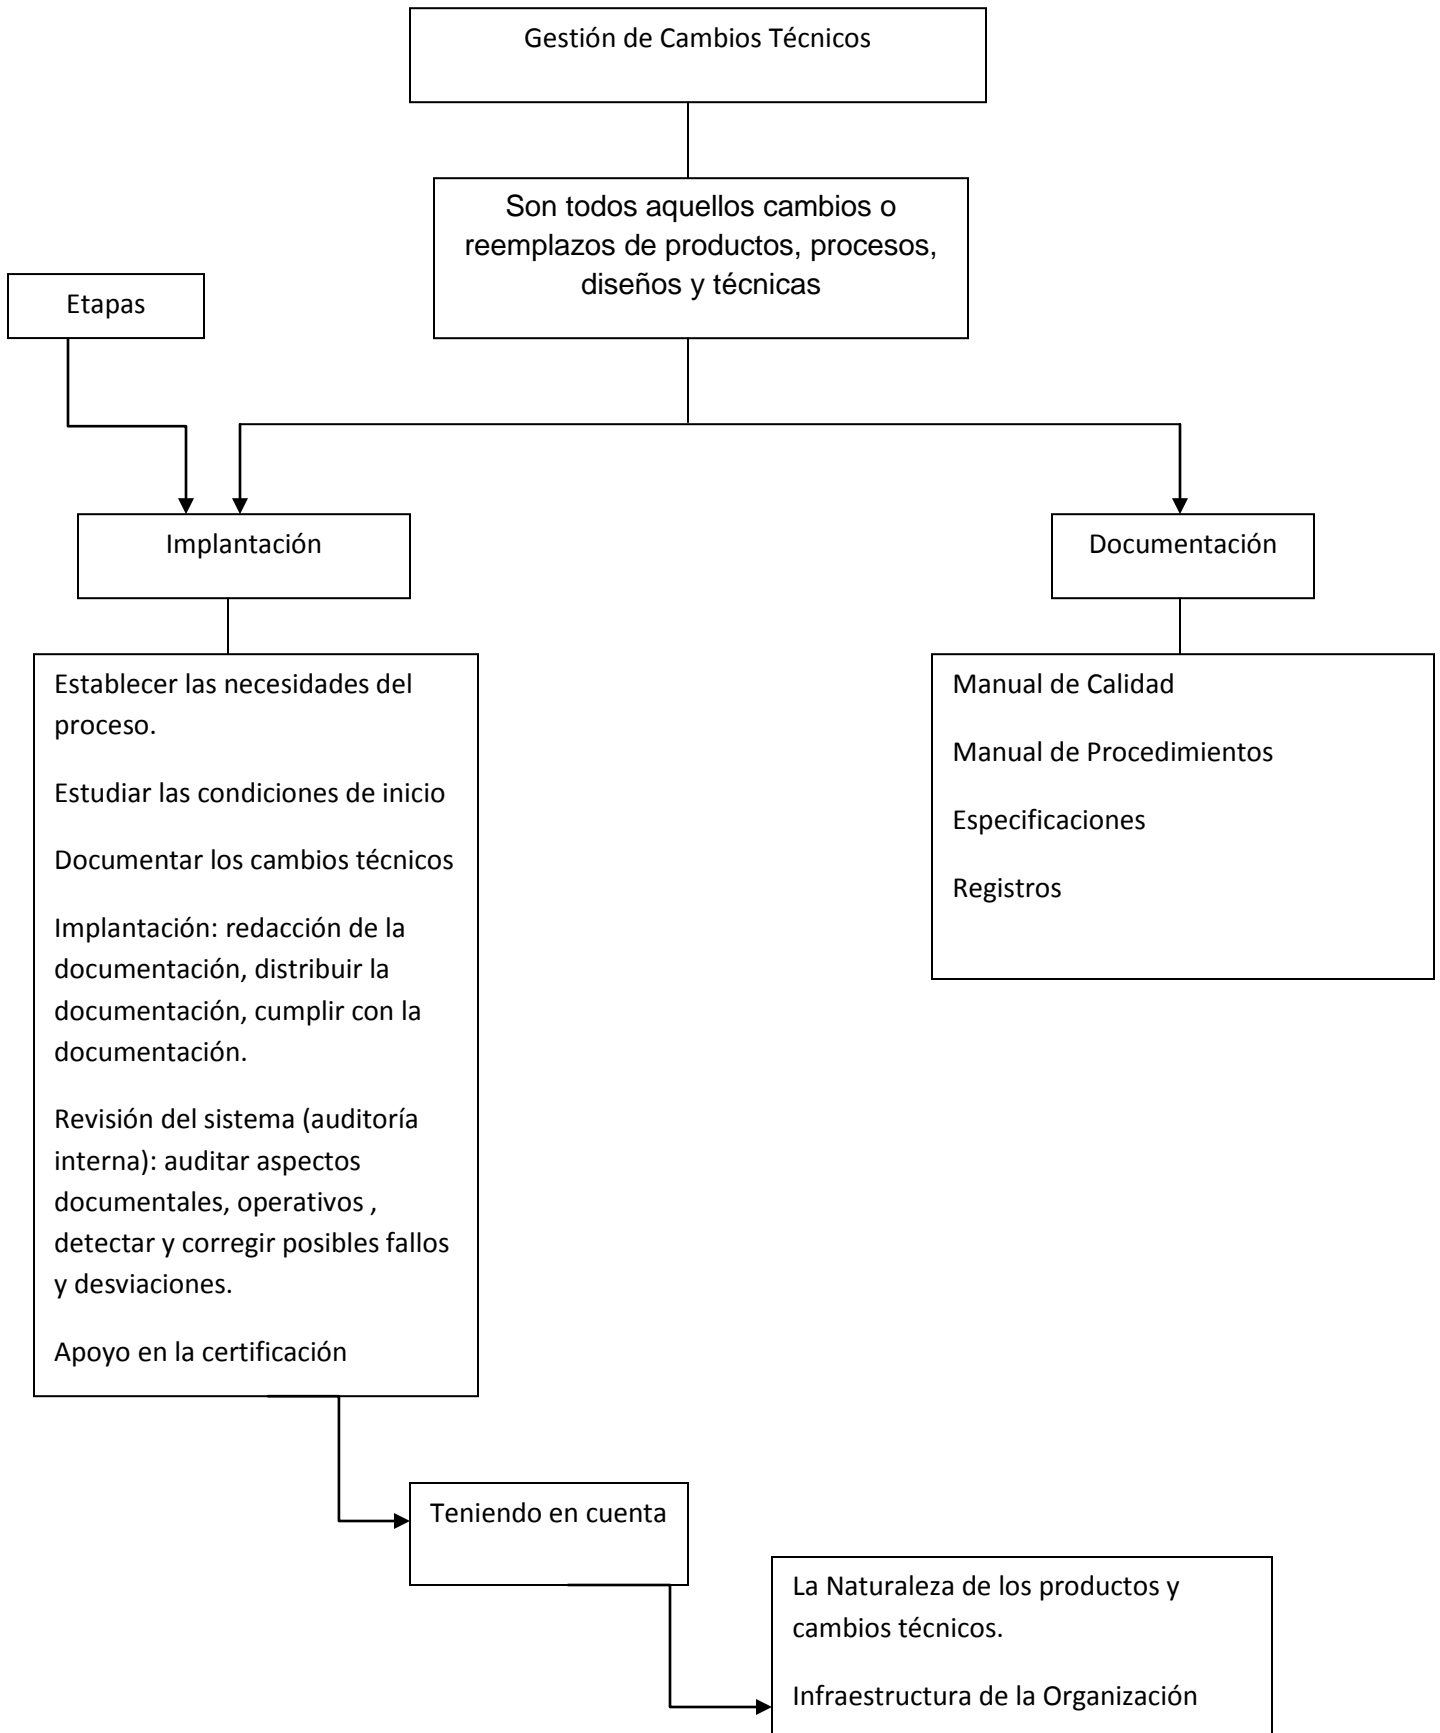 Gestión de Cambios Técnicos
Son todos aquellos cambios o
reemplazos de productos, procesos,
diseños y técnicas
Etapas
Implantación
Documentación
Establecer las necesidades del
proceso.
Estudiar las condiciones de inicio
Documentar los cambios técnicos
Implantación: redacción de la
documentación, distribuir la
documentación, cumplir con la
documentación.
Revisión del sistema (auditoría
interna): auditar aspectos
documentales, operativos ,
detectar y corregir posibles fallos
y desviaciones.
Apoyo en la certificación
Manual de Calidad
Manual de Procedimientos
Especificaciones
Registros
Teniendo en cuenta
La Naturaleza de los productos y
cambios técnicos.
Infraestructura de la Organización